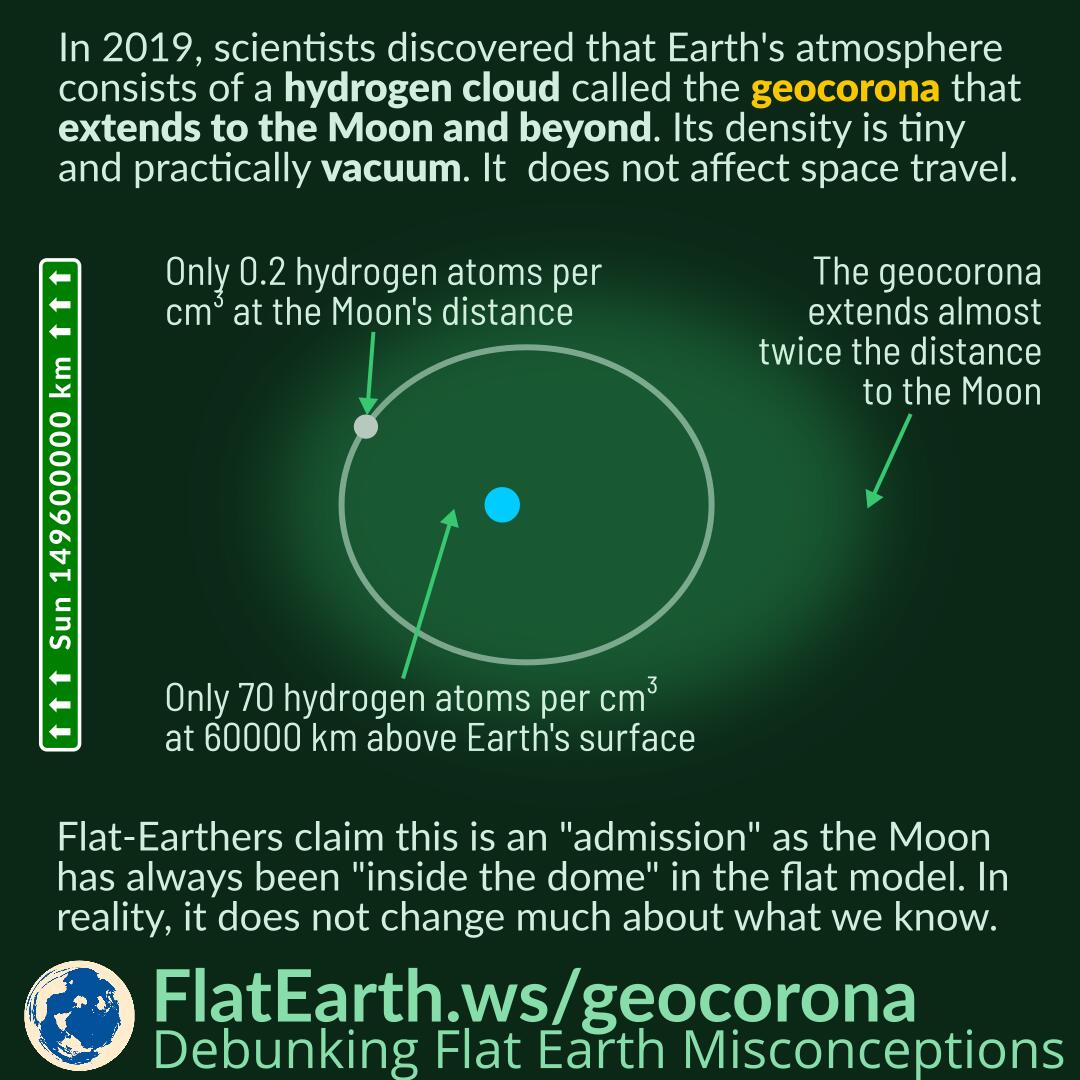 In 2019, scientists discovered that Earth's atmosphere
consists of a hydrogen cloud called the geocorona that
extends to the Moon and beyond. Its density is tiny
and practically vacuum. It  does not affect space travel.
Only 0.2 hydrogen atoms per
cm³ at the Moon's distance
The geocorona
extends almost
twice the distance
to the Moon
⬆⬆⬆ Sun 149600000 km ⬆⬆⬆
Only 70 hydrogen atoms per cm³
at 60000 km above Earth's surface
Flat-Earthers claim this is an "admission" as the Moon
has always been "inside the dome" in the flat model. In
reality, it does not change much about what we know.
FlatEarth.ws/geocorona
Debunking Flat Earth Misconceptions